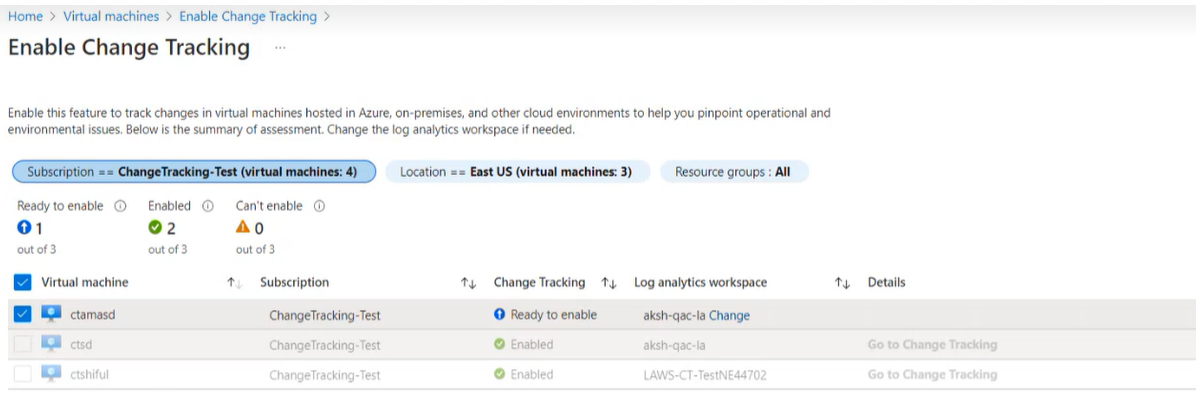 Home > Virtual machines > Enable Change Tracking >
Enable Change Tracking ...
Enable this feature to track changes in virtual machines hosted in Azure, on-premises, and other cloud environments to help you pinpoint operational and
environmental issues. Below is the summary of assessment. Change the log analytics workspace if needed.
Subscription == ChangeTracking-Test (virtual machines: 4) Location == East US (virtual machines: 3) Resource groups : All
Ready to enable Enabled Can't enable
1 2 0
out of 3 out of 3 out of 3
Virtual machine Subscription Change Tracking Log analytics workspace Details
ctamasd ChangeTracking-Test Ready to enable aksh-qac-la Change
ctsd ChangeTracking-Test Enabled aksh-qac-la Go to Change Tracking
ctshiful ChangeTracking-Test Enabled LAWS-CT-TestNE44702 Go to Change Tracking